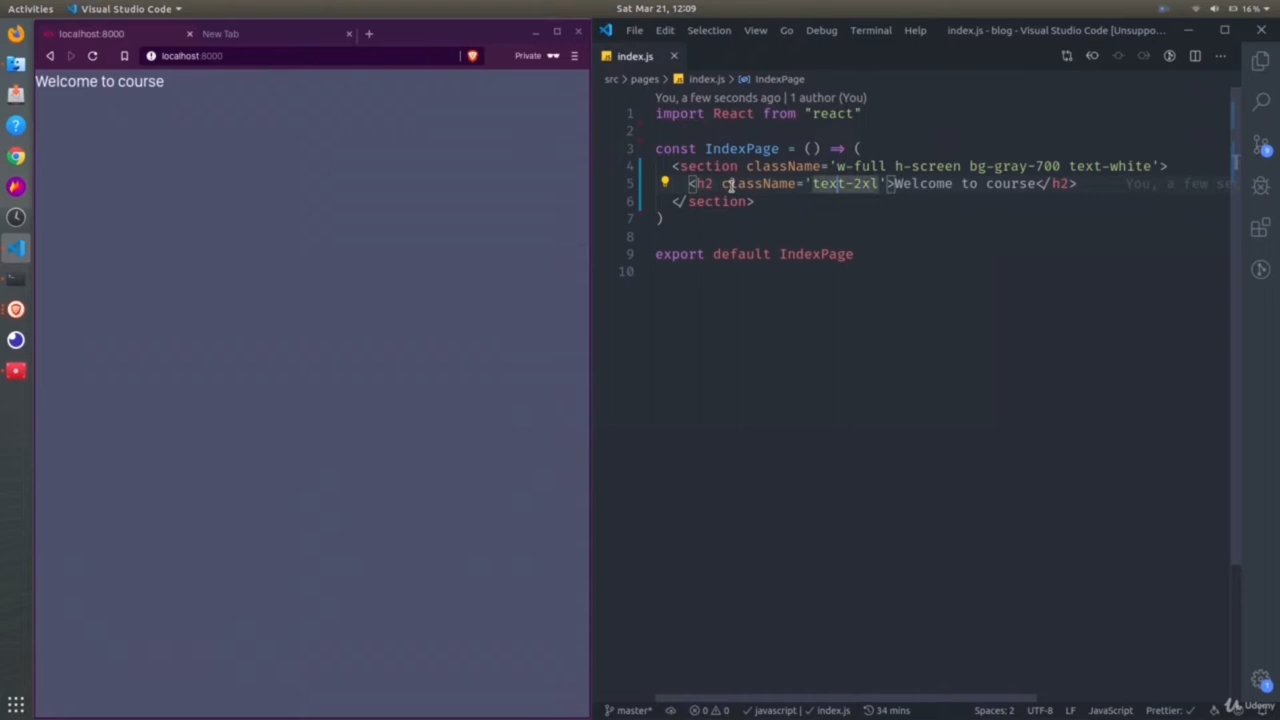 Activities
Visual Studio Code
Sat Mar 21, 12:09
16%
localhost:8000
New Tab
localhost:8000
Private
Welcome to course
File Edit Selection View Go Debug Terminal Help
index.js - blog - Visual Studio Code [Unsuppo...
index.js
src › pages › index.js › IndexPage
You, a few seconds ago | 1 author (You)
1 import React from "react"
2
3 const IndexPage = () => (
4 <section className='w-full h-screen bg-gray-700 text-white'>
5 <h2 className='text-2xl'>Welcome to course</h2> You, a few sec
6 </section>
7 )
8
9 export default IndexPage
10
master*
0 0
javascript | index.js
34 mins
Spaces: 2
UTF-8
LF
JavaScript
Prettier: ✓
Udemy